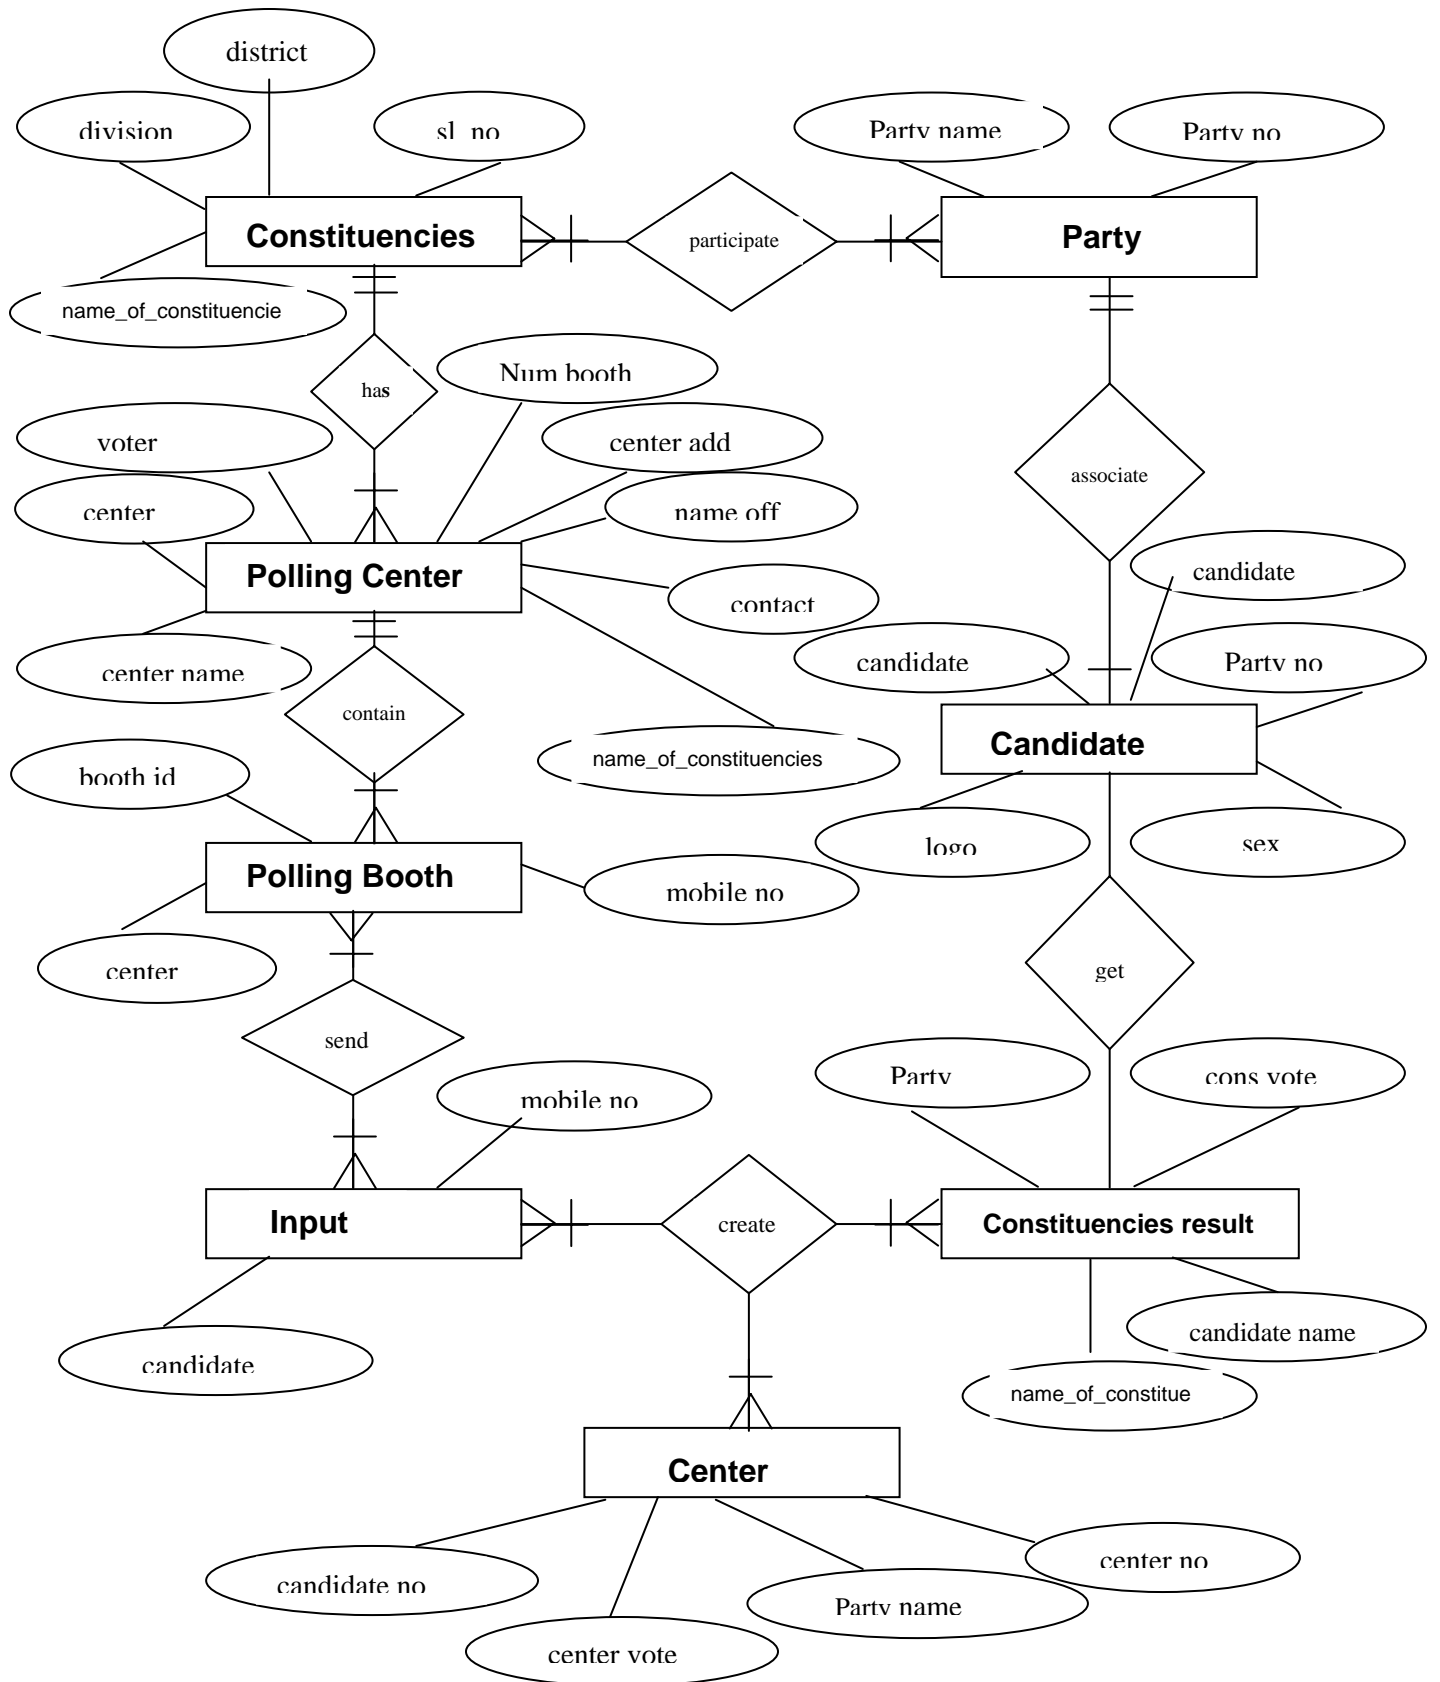 district
division
sl_no
Party name
Party no
Constituencies
participate
Party
name_of_constituencie
has
Num booth
voter
center add
center
name off
Polling Center
contact
associate
candidate
center name
contain
candidate
Party no
name_of_constituencies
Candidate
booth id
logo
sex
Polling Booth
mobile no
center
send
get
mobile no
Party
cons vote
Input
create
Constituencies result
candidate
candidate name
name_of_constitue
Center
candidate no
center no
Party name
center vote